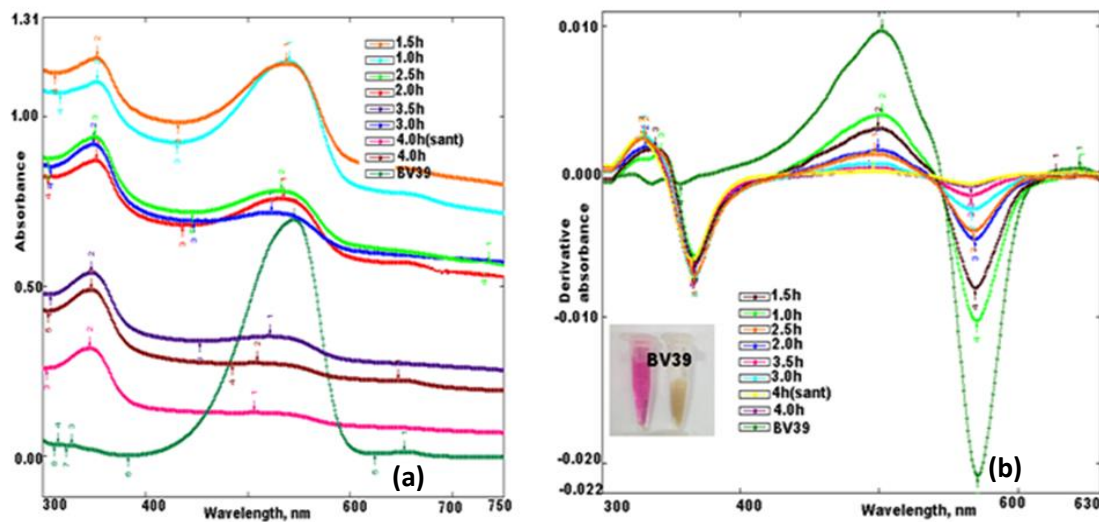 1.31
1.00
0.50
0.00
Absorbance
1.5h
1.0h
2.5h
2.0h
3.5h
3.0h
4.0h(sant)
4.0h
BV39
(a)
300 400 600 750
Wavelength, nm
0.010
0.000
-0.010
-0.020
-0.022
Derivative
absorbance
1.5h
1.0h
2.5h
2.0h
3.5h
3.0h
4h(sant)
4.0h
BV39
BV39
(b)
300 400 600 630
Wavelength, nm